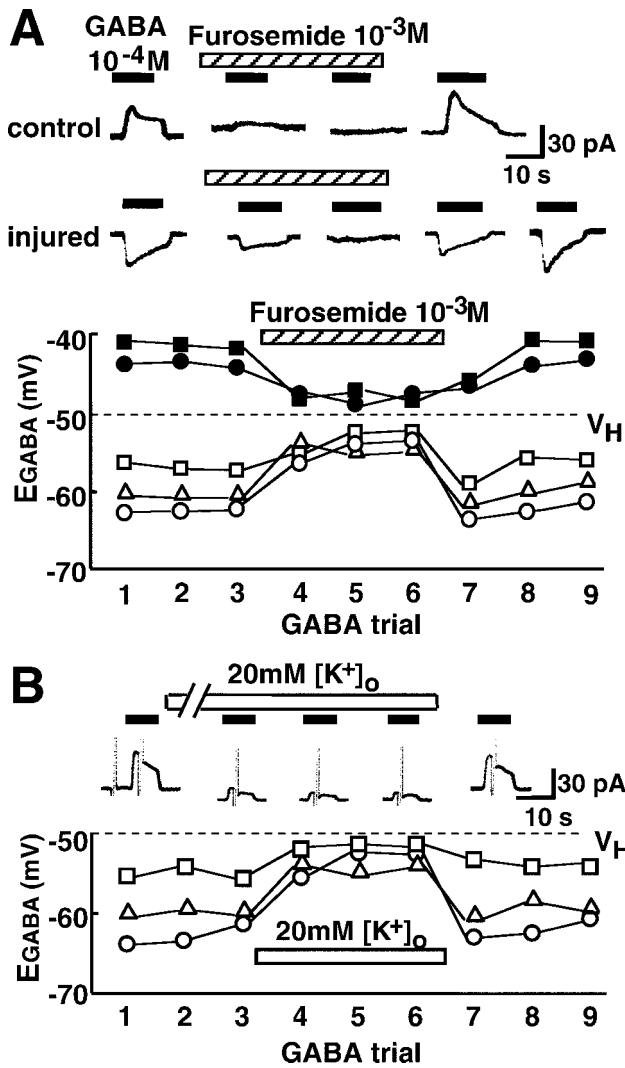 A
GABA
10-4M
Furosemide 10-3M
control
30 pA
10 s
injured
Furosemide 10-3M
-40
-50
-60
-70
EGABA (mV)
VH
1 2 3 4 5 6 7 8 9
GABA trial
B
20mM [K+]o
30 pA
10 s
-50
-60
-70
EGABA (mV)
VH
20mM [K+]o
1 2 3 4 5 6 7 8 9
GABA trial